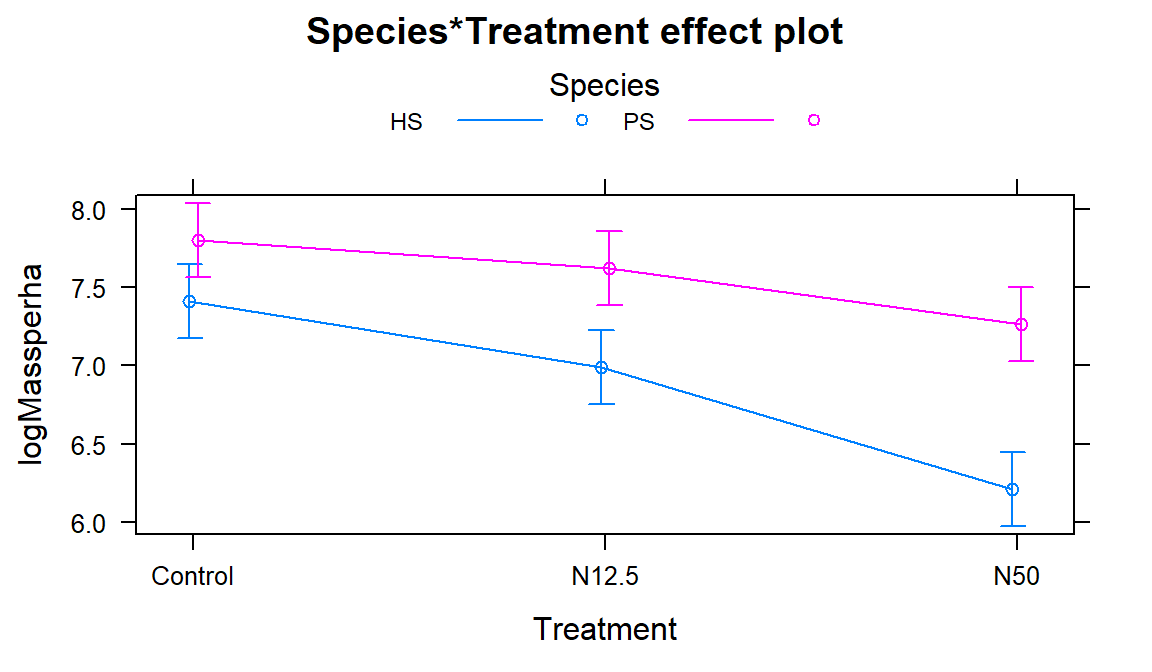 Species*Treatment effect plot
Species
HS PS
8.0
7.5
7.0
6.5
6.0
logMassperha
Control N12.5 N50
Treatment